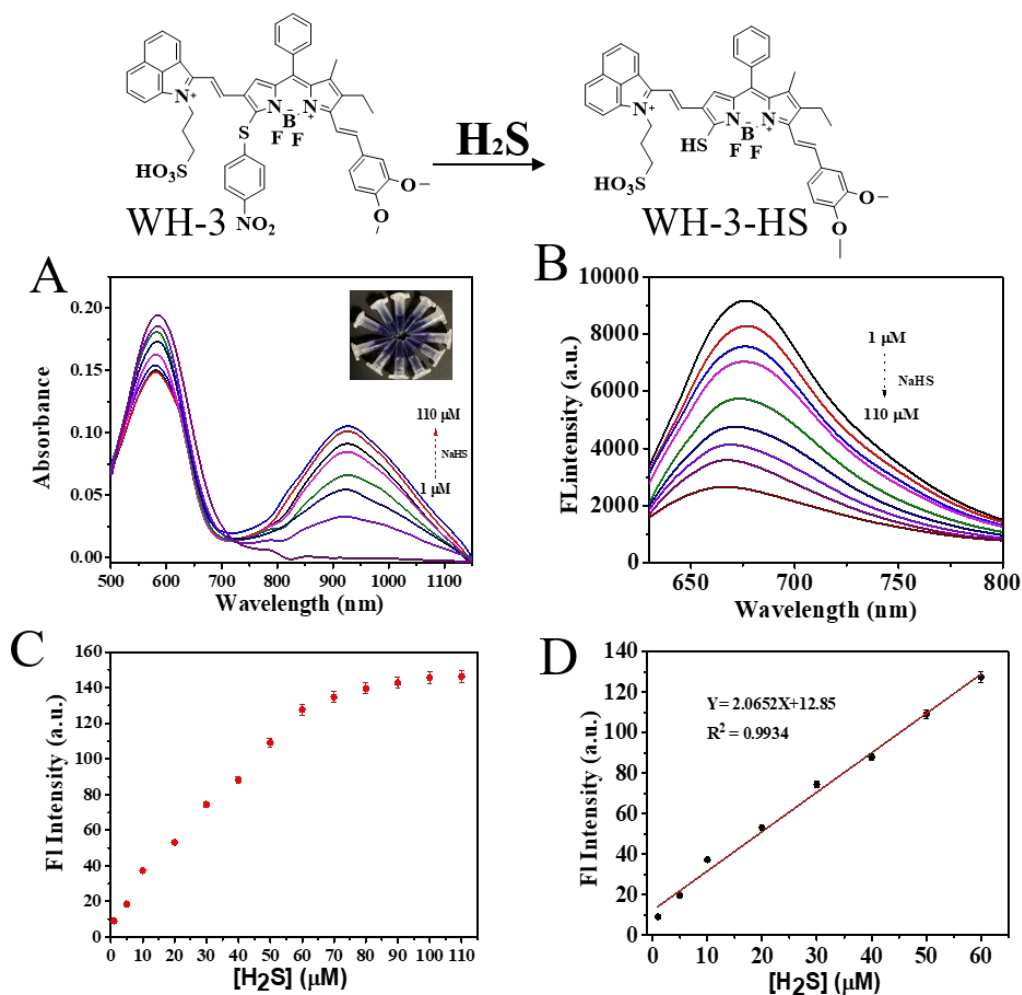 N⁺
N
B⁻
N⁺
F F
S
HO₃S
NO₂
O
O
WH-3
H₂S
N⁺
N
B⁻
N⁺
F F
HS
HO₃S
O
O
WH-3-HS
A
Absorbance
0.20
0.15
0.10
0.05
0.00
500 600 700 800 900 1000 1100
Wavelength (nm)
110 μM
NaHS
1 μM
B
FL intensity (a.u.)
10000
8000
6000
4000
2000
0
650 700 750 800
Wavelength (nm)
1 μM
NaHS
110 μM
C
Fl Intensity (a.u.)
160
140
120
100
80
60
40
20
0
0 10 20 30 40 50 60 70 80 90 100 110
[H₂S] (μM)
D
Fl Intensity (a.u.)
140
120
100
80
60
40
20
0
0 10 20 30 40 50 60
[H₂S] (μM)
Y= 2.0652X+12.85
R² = 0.9934